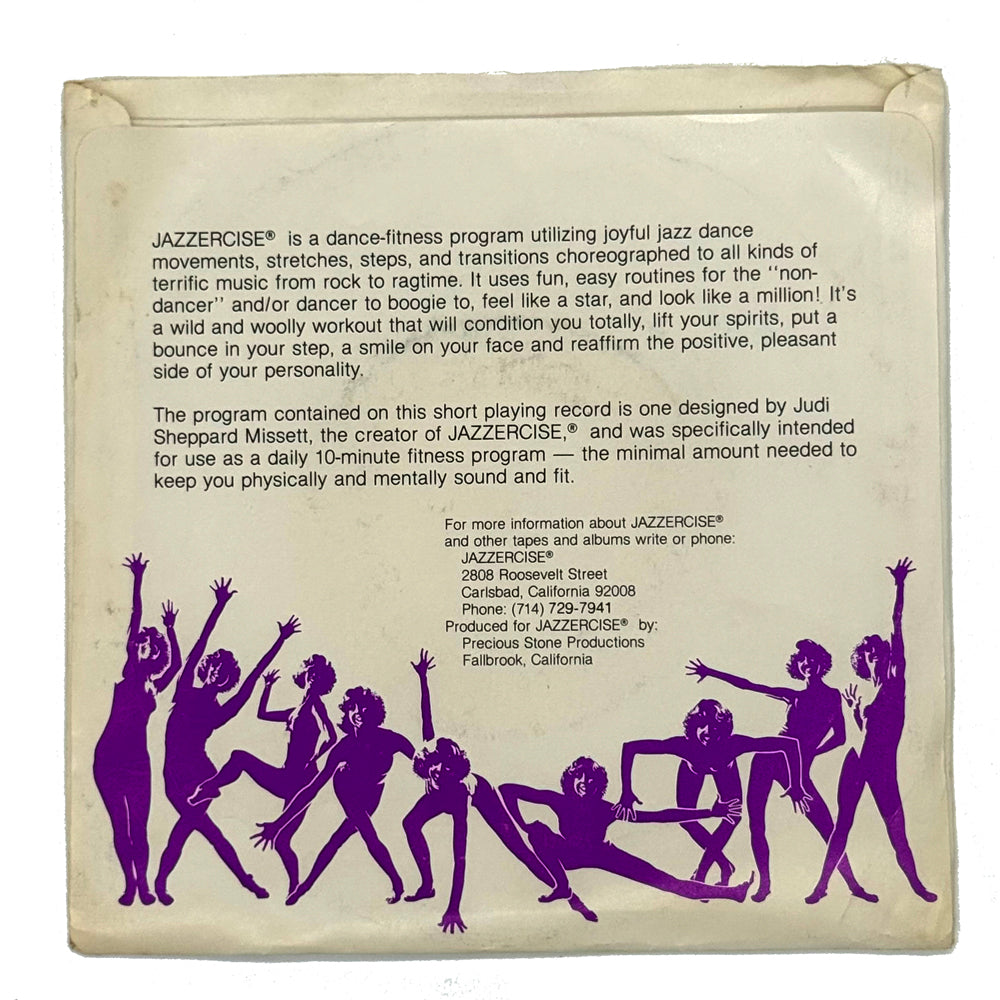 JAZZERCISE® is a dance-fitness program utilizing joyful jazz dance
movements, stretches, steps, and transitions choreographed to all kinds of
terrific music from rock to ragtime. It uses fun, easy routines for the "non-
dancer" and/or dancer to boogie to, feel like a star, and look like a million! It's
a wild and woolly workout that will condition you totally, lift your spirits, put a
bounce in your step, a smile on your face and reaffirm the positive, pleasant
side of your personality.
The program contained on this short playing record is one designed by Judi
Sheppard Missett, the creator of JAZZERCISE,® and was specifically intended
for use as a daily 10-minute fitness program — the minimal amount needed to
keep you physically and mentally sound and fit.
For more information about JAZZERCISE®
and other tapes and albums write or phone:
JAZZERCISE®
2808 Roosevelt Street
Carlsbad, California 92008
Phone: (714) 729-7941
Produced for JAZZERCISE® by:
Precious Stone Productions
Fallbrook, California